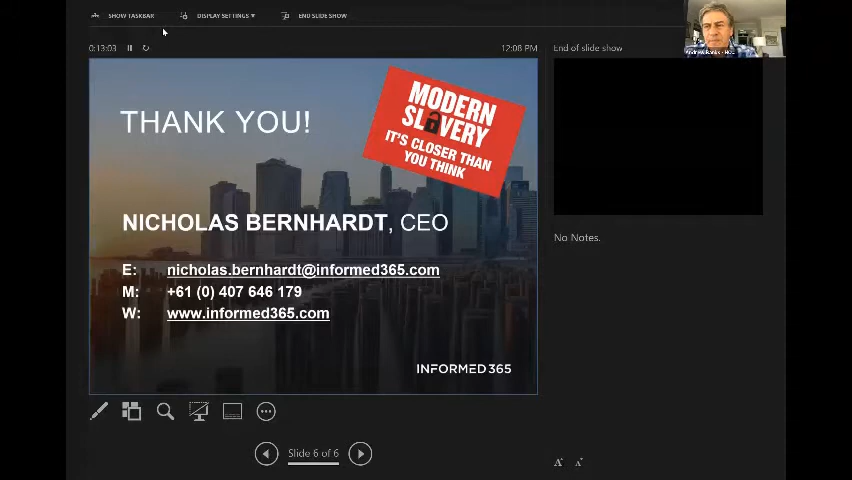 SHOW TASKBAR
DISPLAY SETTINGS ▼
END SLIDE SHOW
0:13:03
12:08 PM
End of slide show
THANK YOU!
MODERN
SLAVERY
IT'S CLOSER THAN
YOU THINK
NICHOLAS BERNHARDT, CEO
E: nicholas.bernhardt@informed365.com
M: +61 (0) 407 646 179
W: www.informed365.com
INFORMED 365
No Notes.
Slide 6 of 6
A A